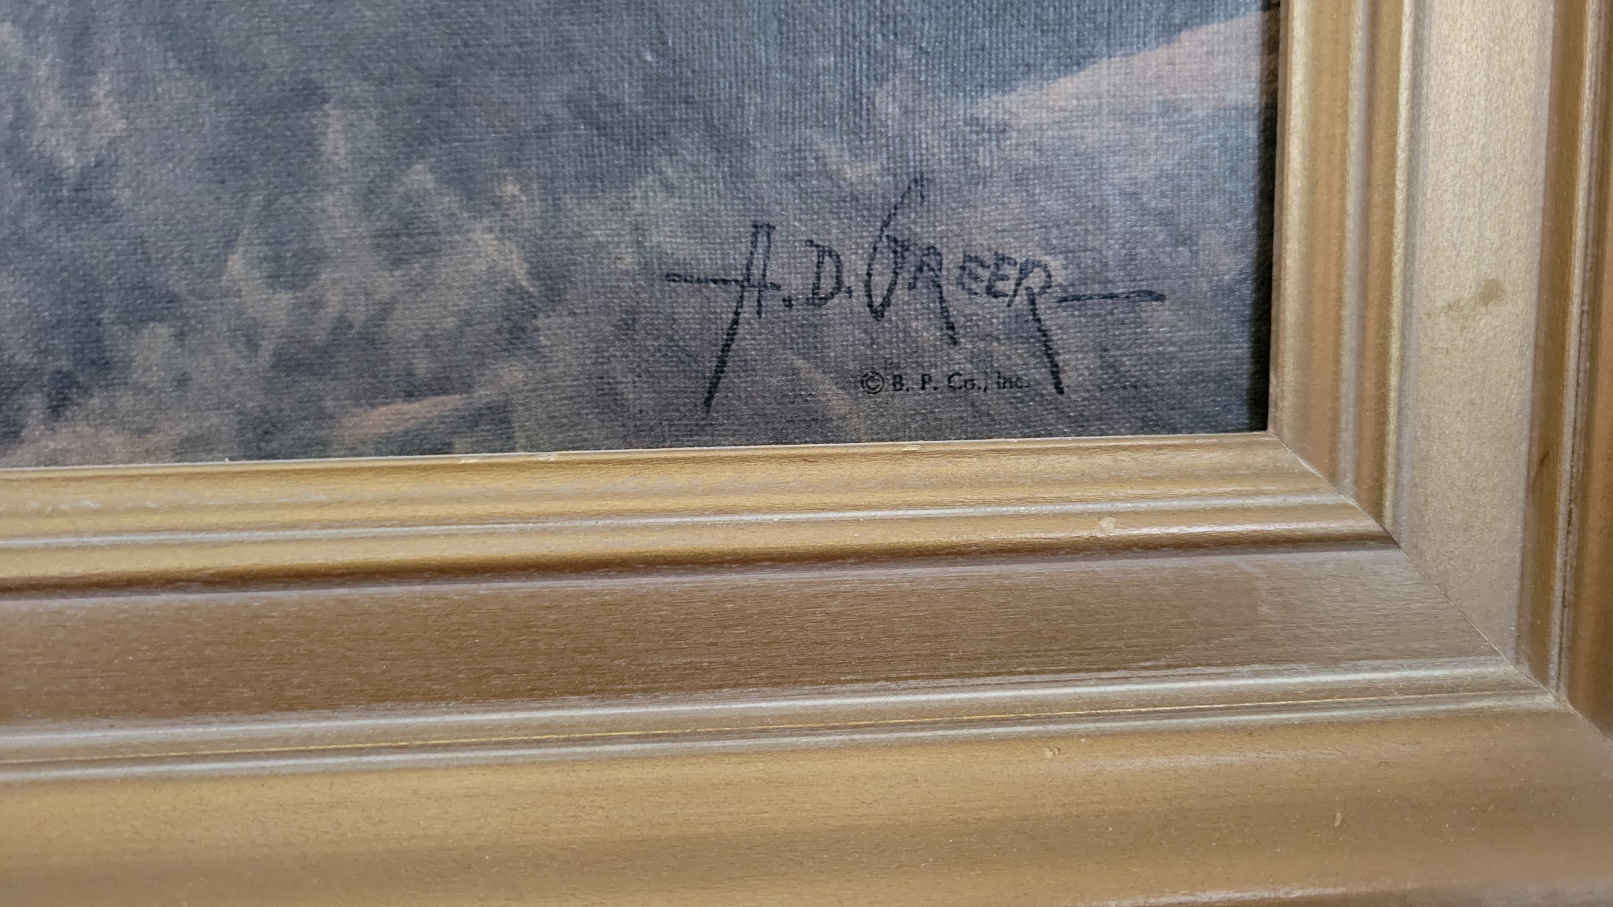 A. D. GREER
© B. P. Co., Inc.